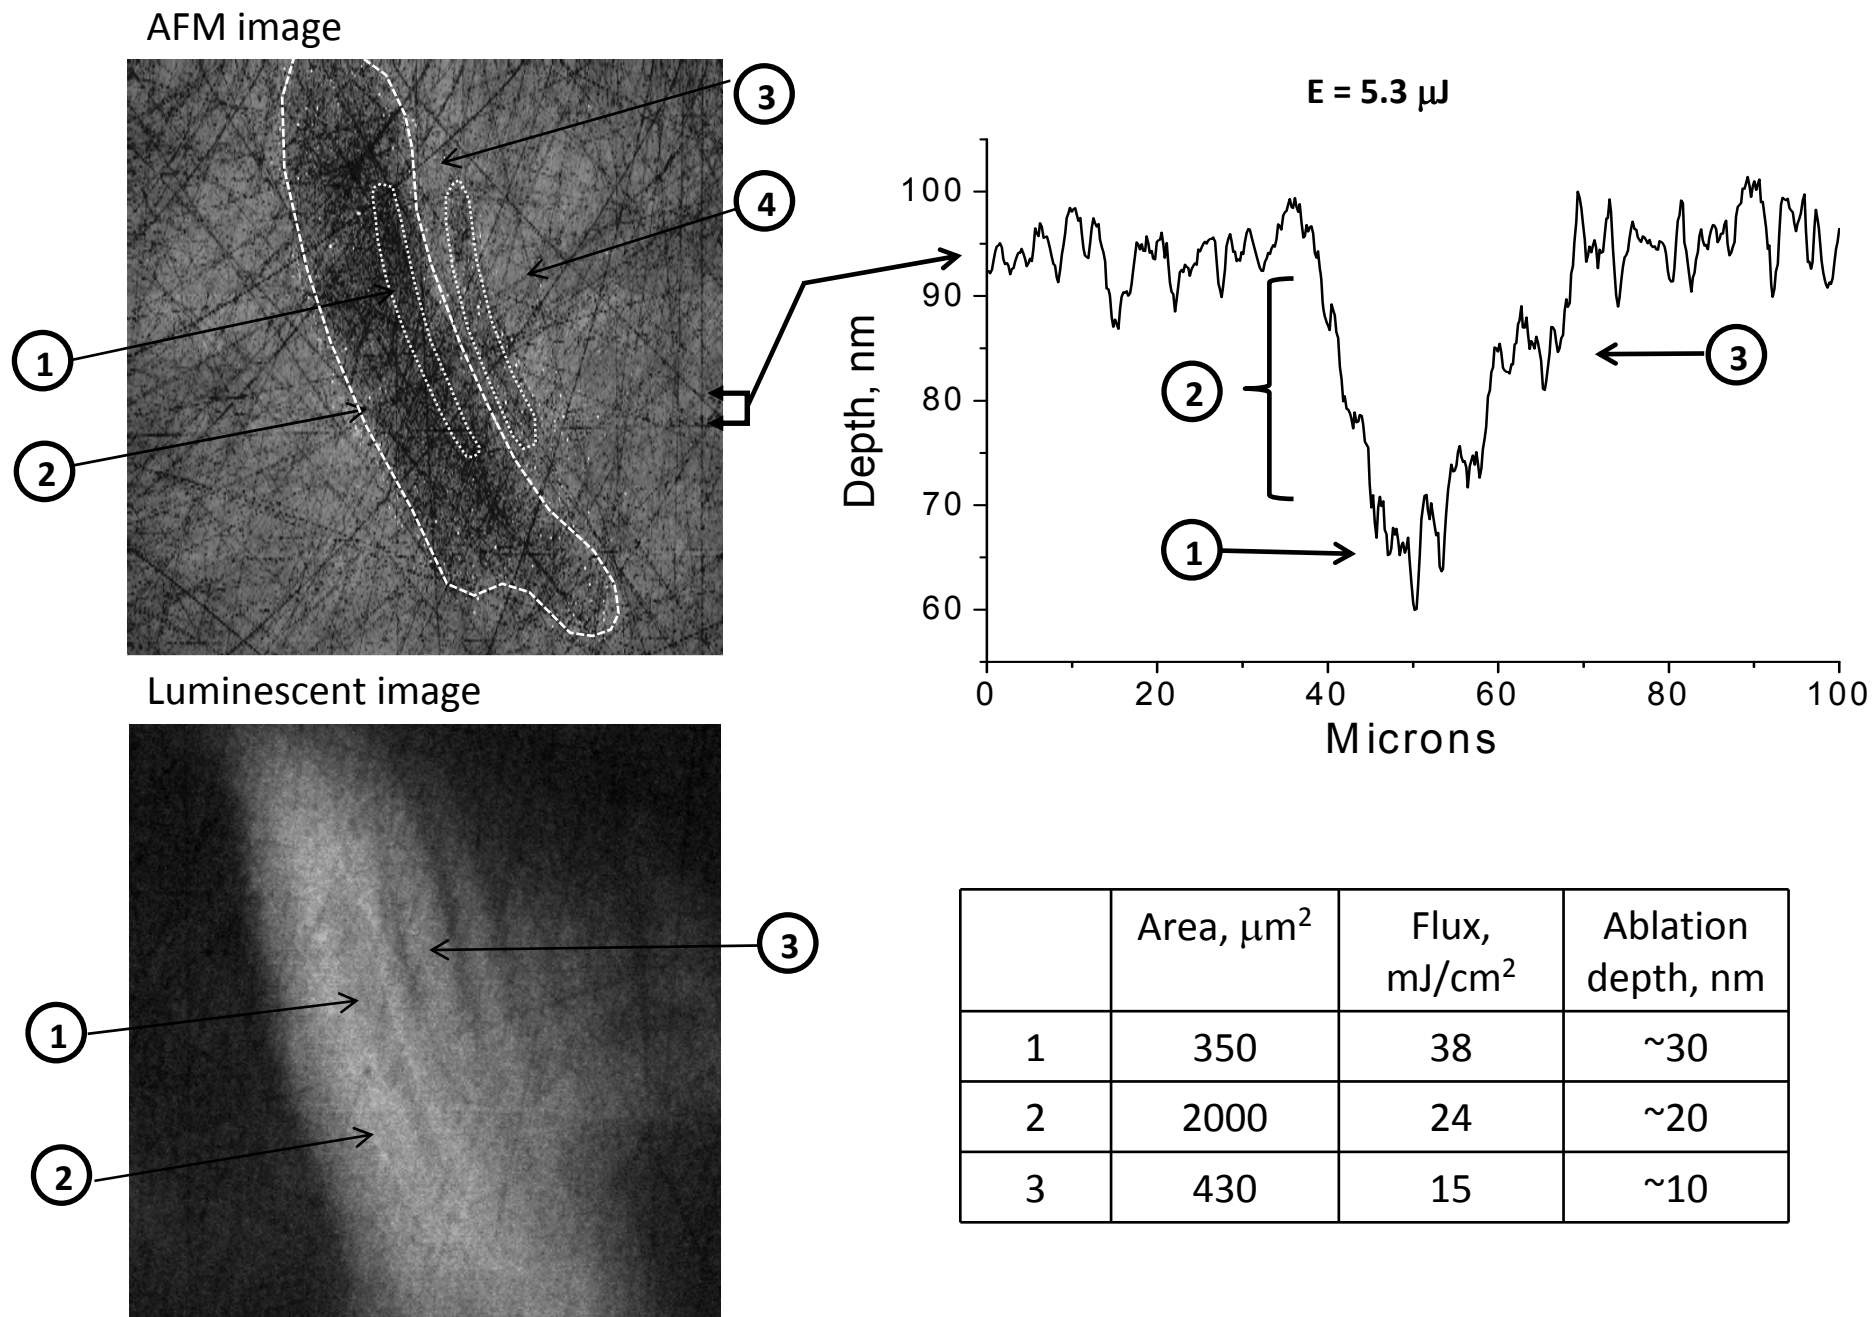 AFM image
3
4
1
2
E = 5.3 μJ
100
90
80
70
60
Depth, nm
2
1
3
0 20 40 60 80 100
Microns
Luminescent image
3
1
2
Area, μm²
Flux,
mJ/cm²
Ablation
depth, nm
1 350 38 ~30
2 2000 24 ~20
3 430 15 ~10